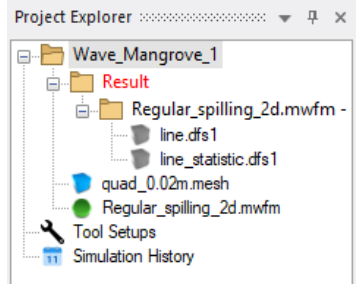 Project Explorer
Wave_Mangrove_1
Result
Regular_spilling_2d.mwfm -
line.dfs1
line_statistic.dfs1
quad_0.02m.mesh
Regular_spilling_2d.mwfm
Tool Setups
11
Simulation History